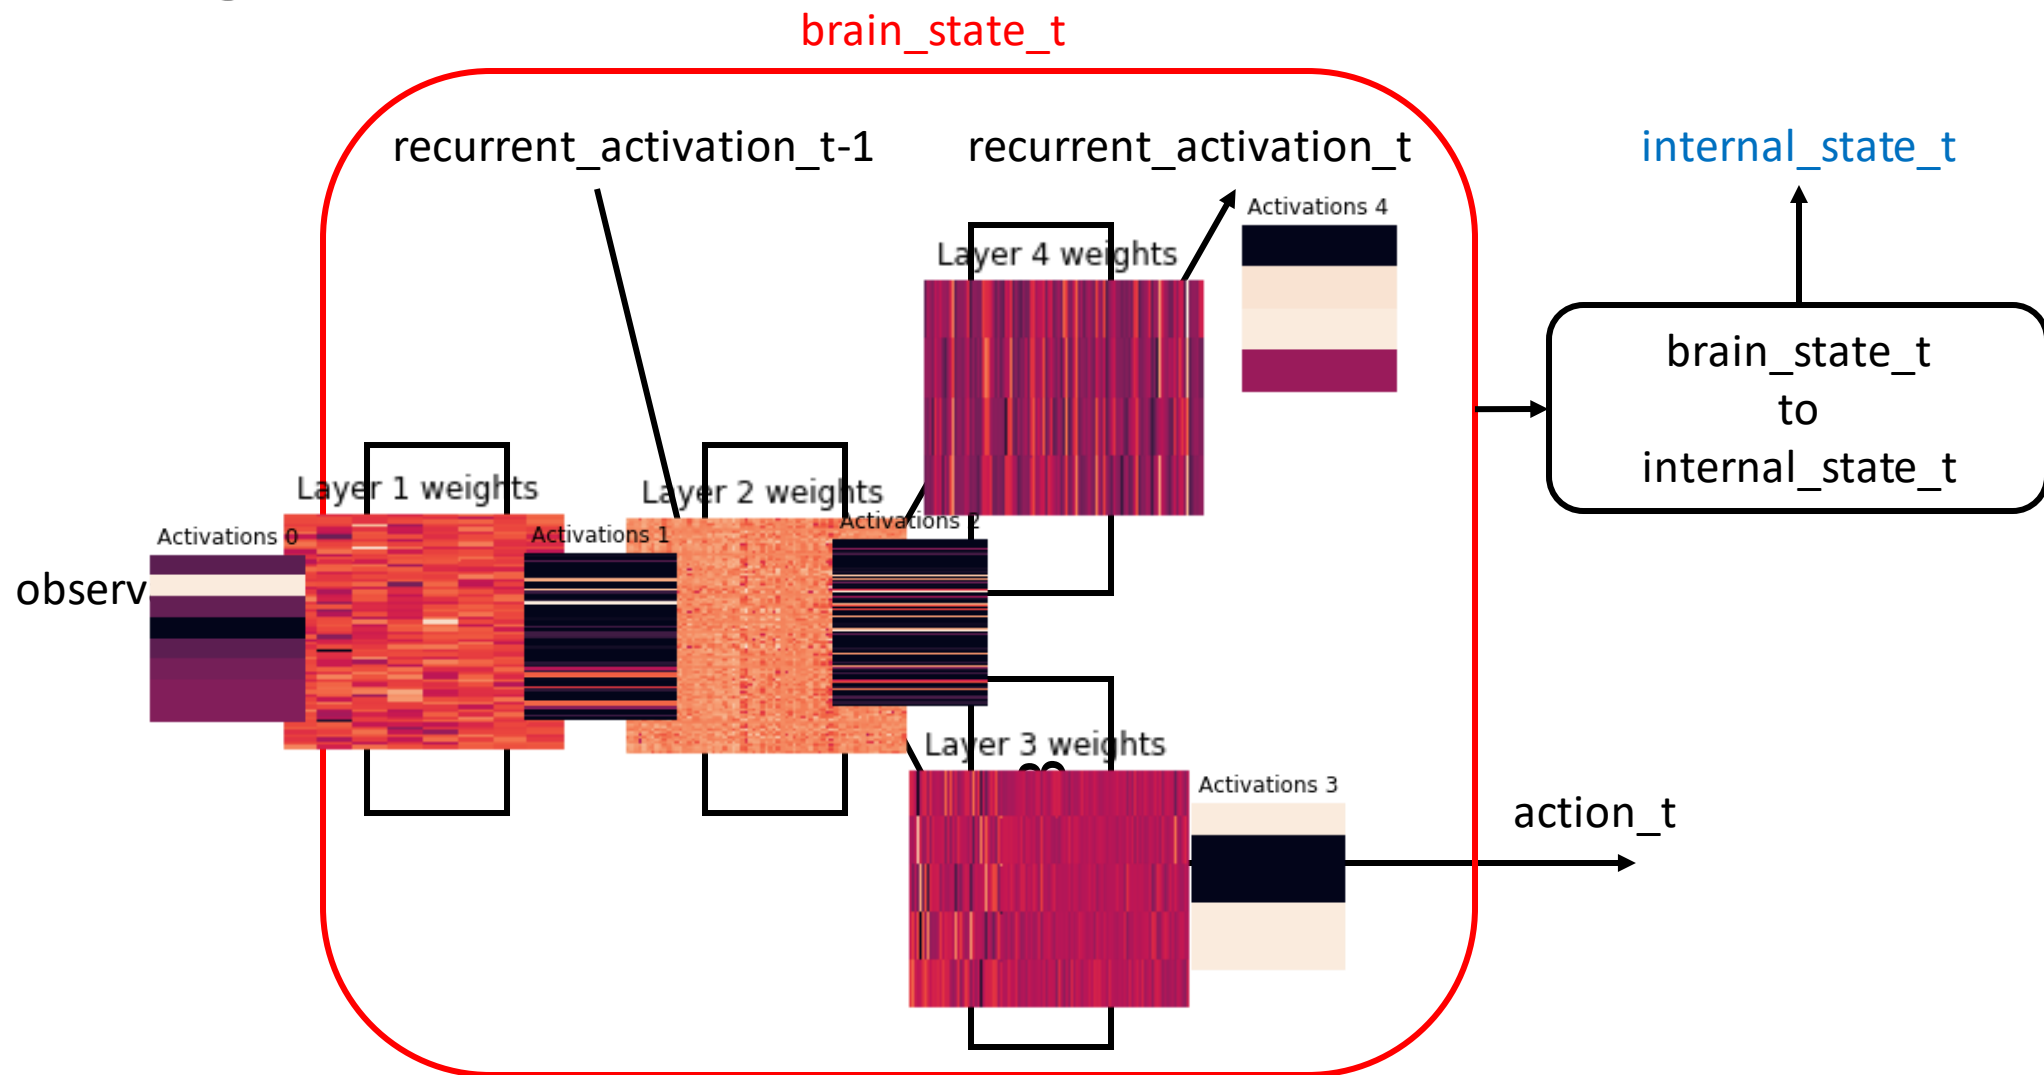 brain_state_t
recurrent_activation_t-1
recurrent_activation_t
internal_state_t
Activations 4
Layer 4 weights
brain_state_t
to
internal_state_t
Layer 1 weights
Layer 2 weights
Activations 0
Activations 1
Activations 2
observ
Layer 3 weights
Activations 3
action_t